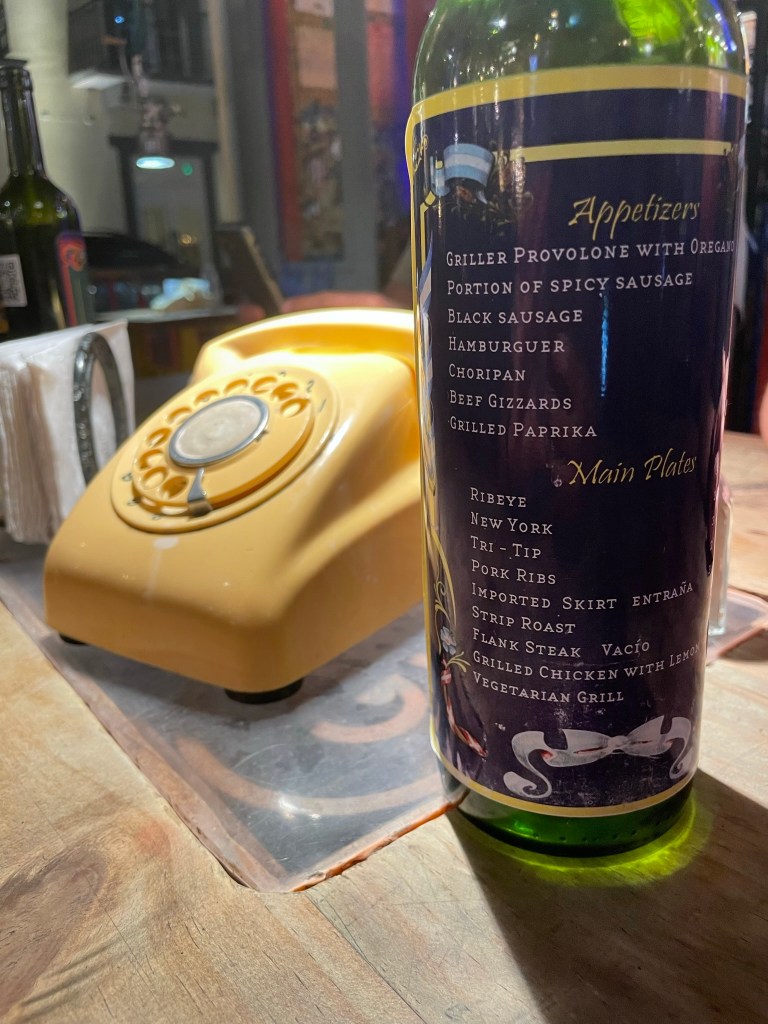 Appetizers
Griller Provolone with Oregano
Portion of spicy sausage
Black sausage
Hamburguer
Choripan
Beef Gizzards
Grilled Paprika
Main Plates
Ribeye
New York
Tri - Tip
Pork Ribs
Imported Skirt entraña
Strip Roast
Flank Steak Vacío
Grilled Chicken with Lemon
Vegetarian Grill